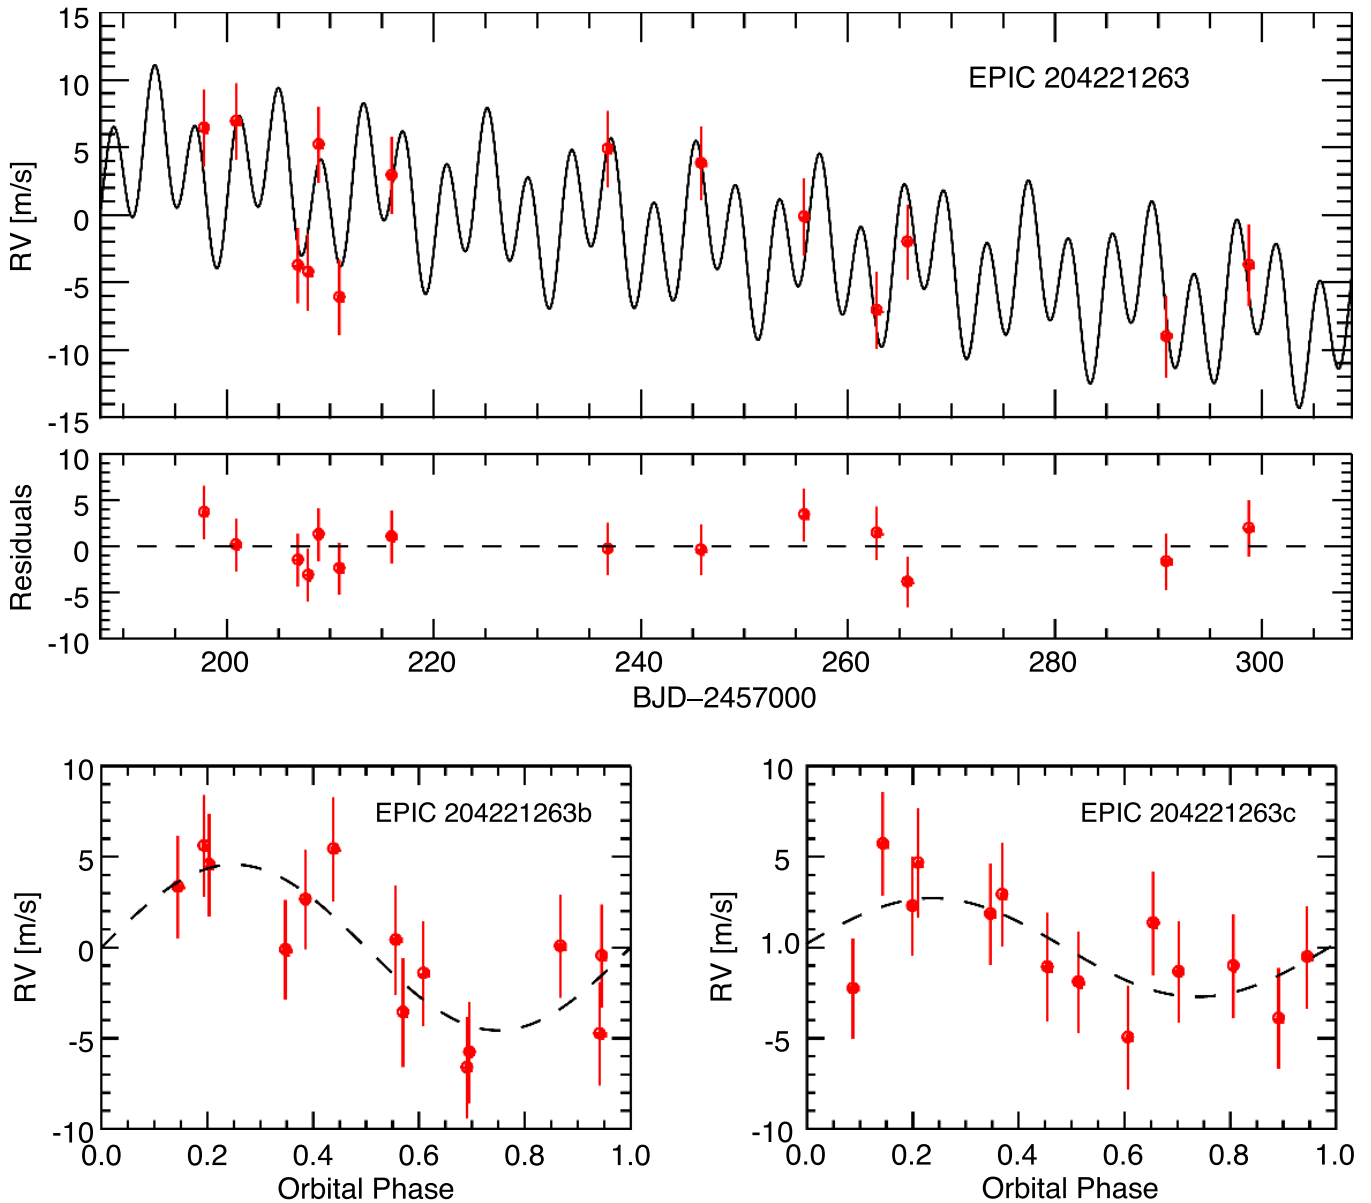 15
10
5
0
-5
-10
-15
RV [m/s]
EPIC 204221263
10
5
0
-5
-10
Residuals
200 220 240 260 280 300
BJD–2457000
10
5
0
-5
-10
RV [m/s]
EPIC 204221263b
0.0 0.2 0.4 0.6 0.8 1.0
Orbital Phase
10
5
1.0
-5
-10
RV [m/s]
EPIC 204221263c
0.0 0.2 0.4 0.6 0.8 1.0
Orbital Phase